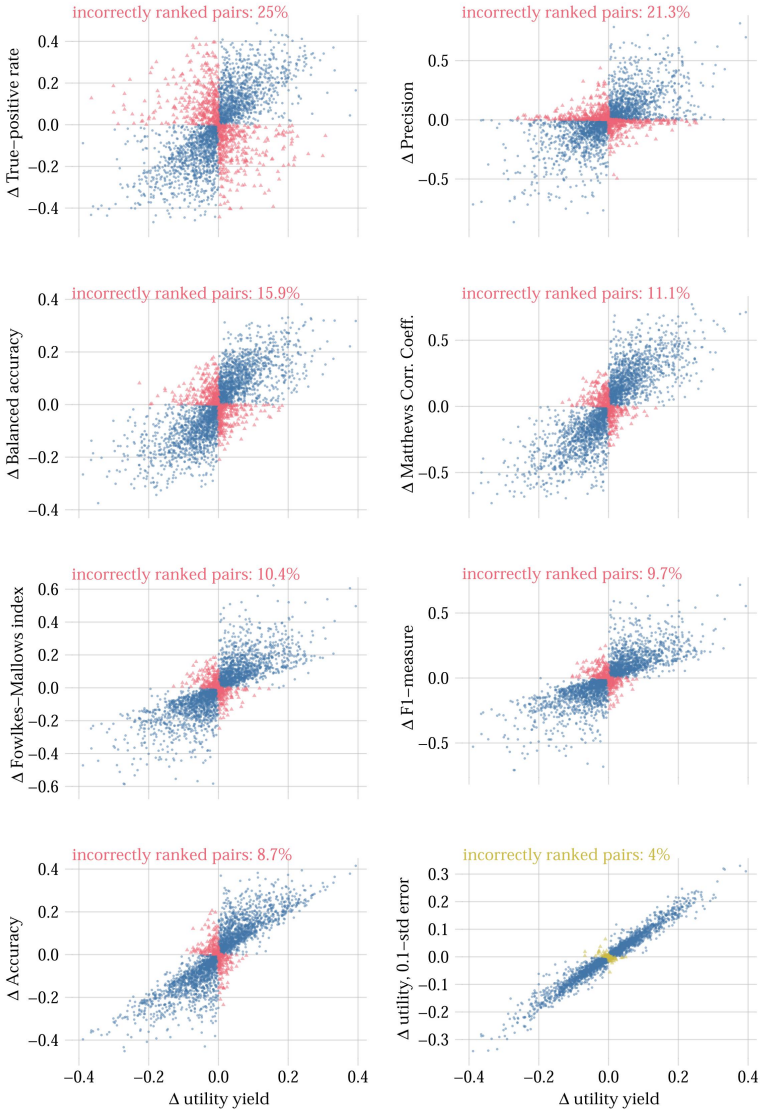 incorrectly ranked pairs: 25%
0.4
0.2
0.0
−0.2
−0.4
Δ True−positive rate
incorrectly ranked pairs: 21.3%
0.5
0.0
−0.5
Δ Precision
incorrectly ranked pairs: 15.9%
0.4
0.2
0.0
−0.2
−0.4
Δ Balanced accuracy
incorrectly ranked pairs: 11.1%
0.5
0.0
−0.5
Δ Matthews Corr. Coeff.
incorrectly ranked pairs: 10.4%
0.6
0.4
0.2
0.0
−0.2
−0.4
−0.6
Δ Fowlkes−Mallows index
incorrectly ranked pairs: 9.7%
0.5
0.0
−0.5
Δ F1−measure
incorrectly ranked pairs: 8.7%
0.4
0.2
0.0
−0.2
−0.4
Δ Accuracy
−0.4 −0.2 0.0 0.2 0.4
Δ utility yield
incorrectly ranked pairs: 4%
0.3
0.2
0.1
0.0
−0.1
−0.2
−0.3
Δ utility, 0.1−std error
−0.4 −0.2 0.0 0.2 0.4
Δ utility yield